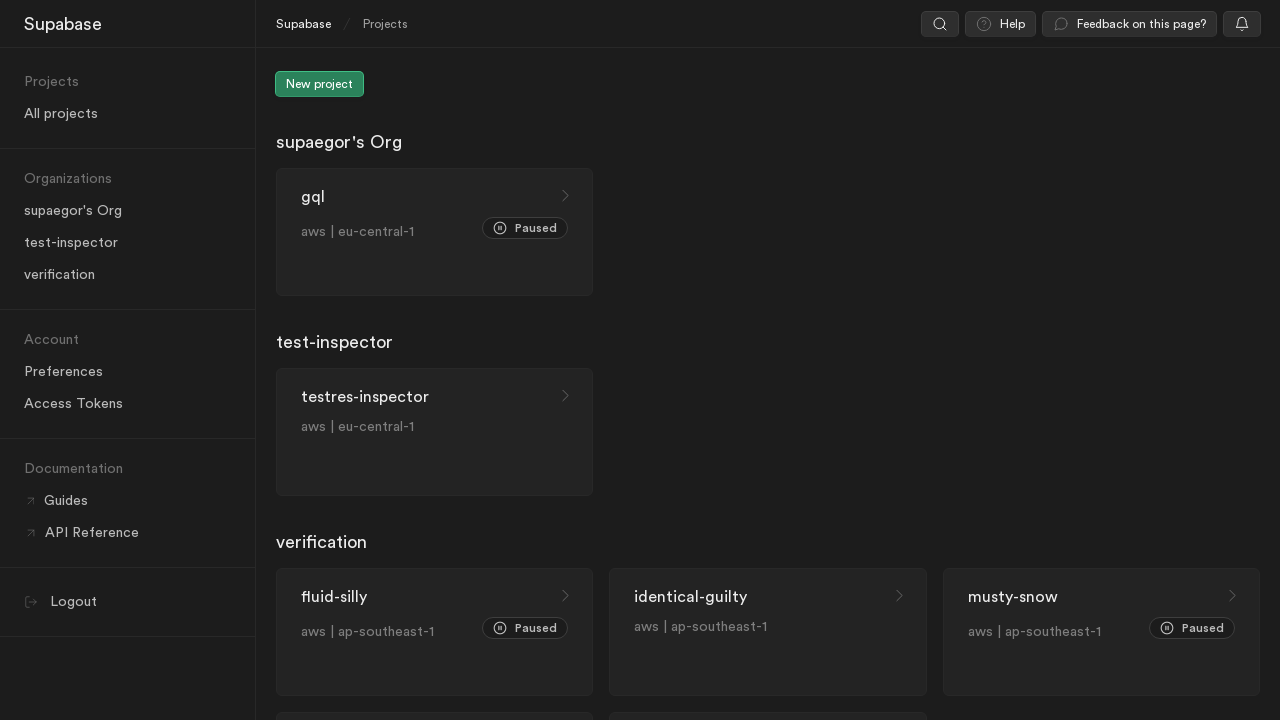 Supabase
Projects
All projects
Organizations
supaegor's Org
test-inspector
verification
Account
Preferences
Access Tokens
Documentation
Guides
API Reference
Logout
Supabase / Projects
Help
Feedback on this page?
New project
supaegor's Org
gql
aws | eu-central-1
Paused
test-inspector
testres-inspector
aws | eu-central-1
verification
fluid-silly
aws | ap-southeast-1
Paused
identical-guilty
aws | ap-southeast-1
musty-snow
aws | ap-southeast-1
Paused